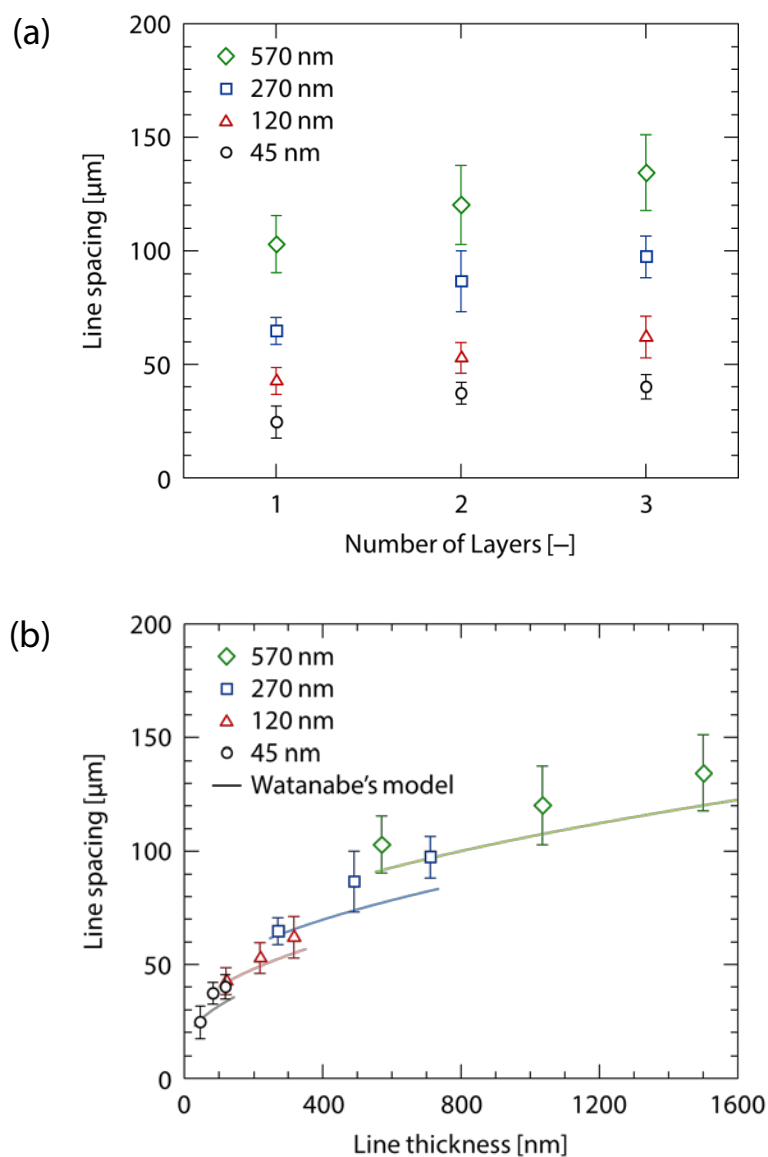 (a)
200
150
100
50
0
Line spacing [µm]
570 nm
270 nm
120 nm
45 nm
1 2 3
Number of Layers [–]
(b)
200
150
100
50
0
Line spacing [µm]
570 nm
270 nm
120 nm
45 nm
Watanabe's model
0 400 800 1200 1600
Line thickness [nm]